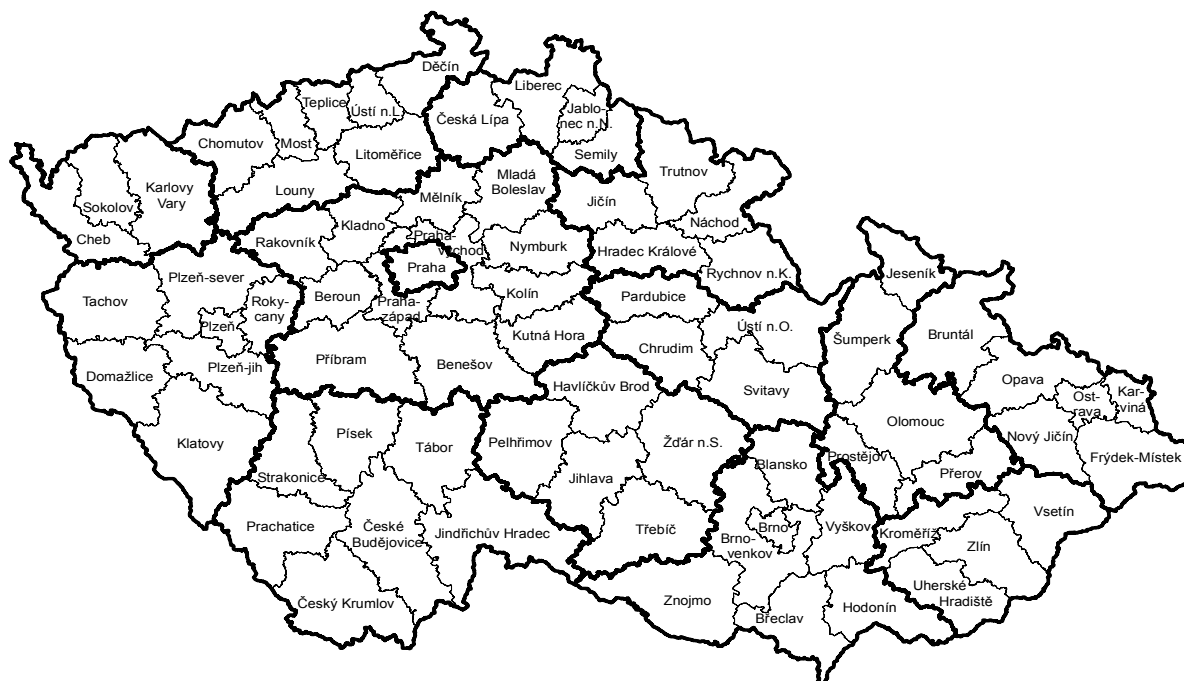 Děčín
Liberec
Teplice
Ústí n.L.
Česká Lípa
Jablo-
nec n.N.
Chomutov
Most
Litoměřice
Semily
Trutnov
Karlovy
Vary
Sokolov
Louny
Mladá
Boleslav
Mělník
Jičín
Cheb
Kladno
Náchod
Rakovník
Praha-
východ
Nymburk
Hradec Králové
Praha
Rychnov n.K.
Jeseník
Plzeň-sever
Tachov
Roky-
cany
Beroun
Praha-
západ
Kolín
Pardubice
Plzeň
Kutná Hora
Ústí n.O.
Šumperk
Bruntál
Chrudim
Příbram
Benešov
Domažlice
Plzeň-jih
Havlíčkův Brod
Svitavy
Opava
Ost-
rava
Kar-
viná
Olomouc
Klatovy
Písek
Tábor
Pelhřimov
Žďár n.S.
Nový Jičín
Frýdek-Místek
Blansko
Prostějov
Přerov
Strakonice
Jihlava
Vsetín
Prachatice
České
Budějovice
Jindřichův Hradec
Třebíč
Brno
Brno-
venkov
Vyškov
Kroměříž
Zlín
Uherské
Hradiště
Český Krumlov
Znojmo
Břeclav
Hodonín